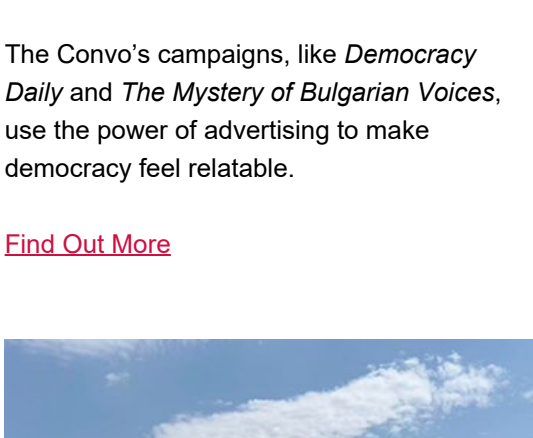 The Convo’s campaigns, like Democracy
Daily and The Mystery of Bulgarian Voices,
use the power of advertising to make
democracy feel relatable.
Find Out More